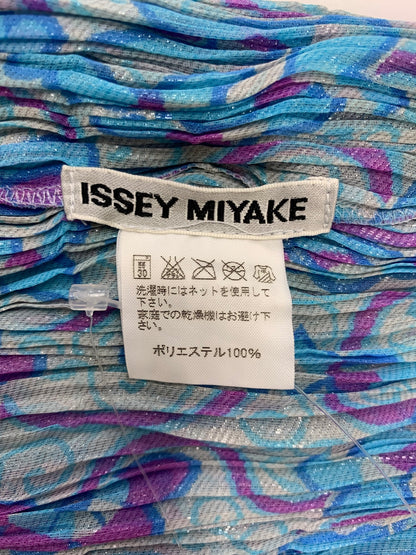 ISSEY MIYAKE
弱
30
洗濯時にはネットを使用して
下さい。
家庭での乾燥機はお避け下
さい。
ポリエステル100%